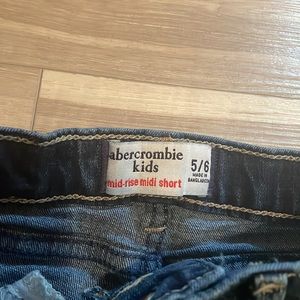 abercrombie
kids
mid-rise midi short
5/6
MADE IN
BANGLADESH